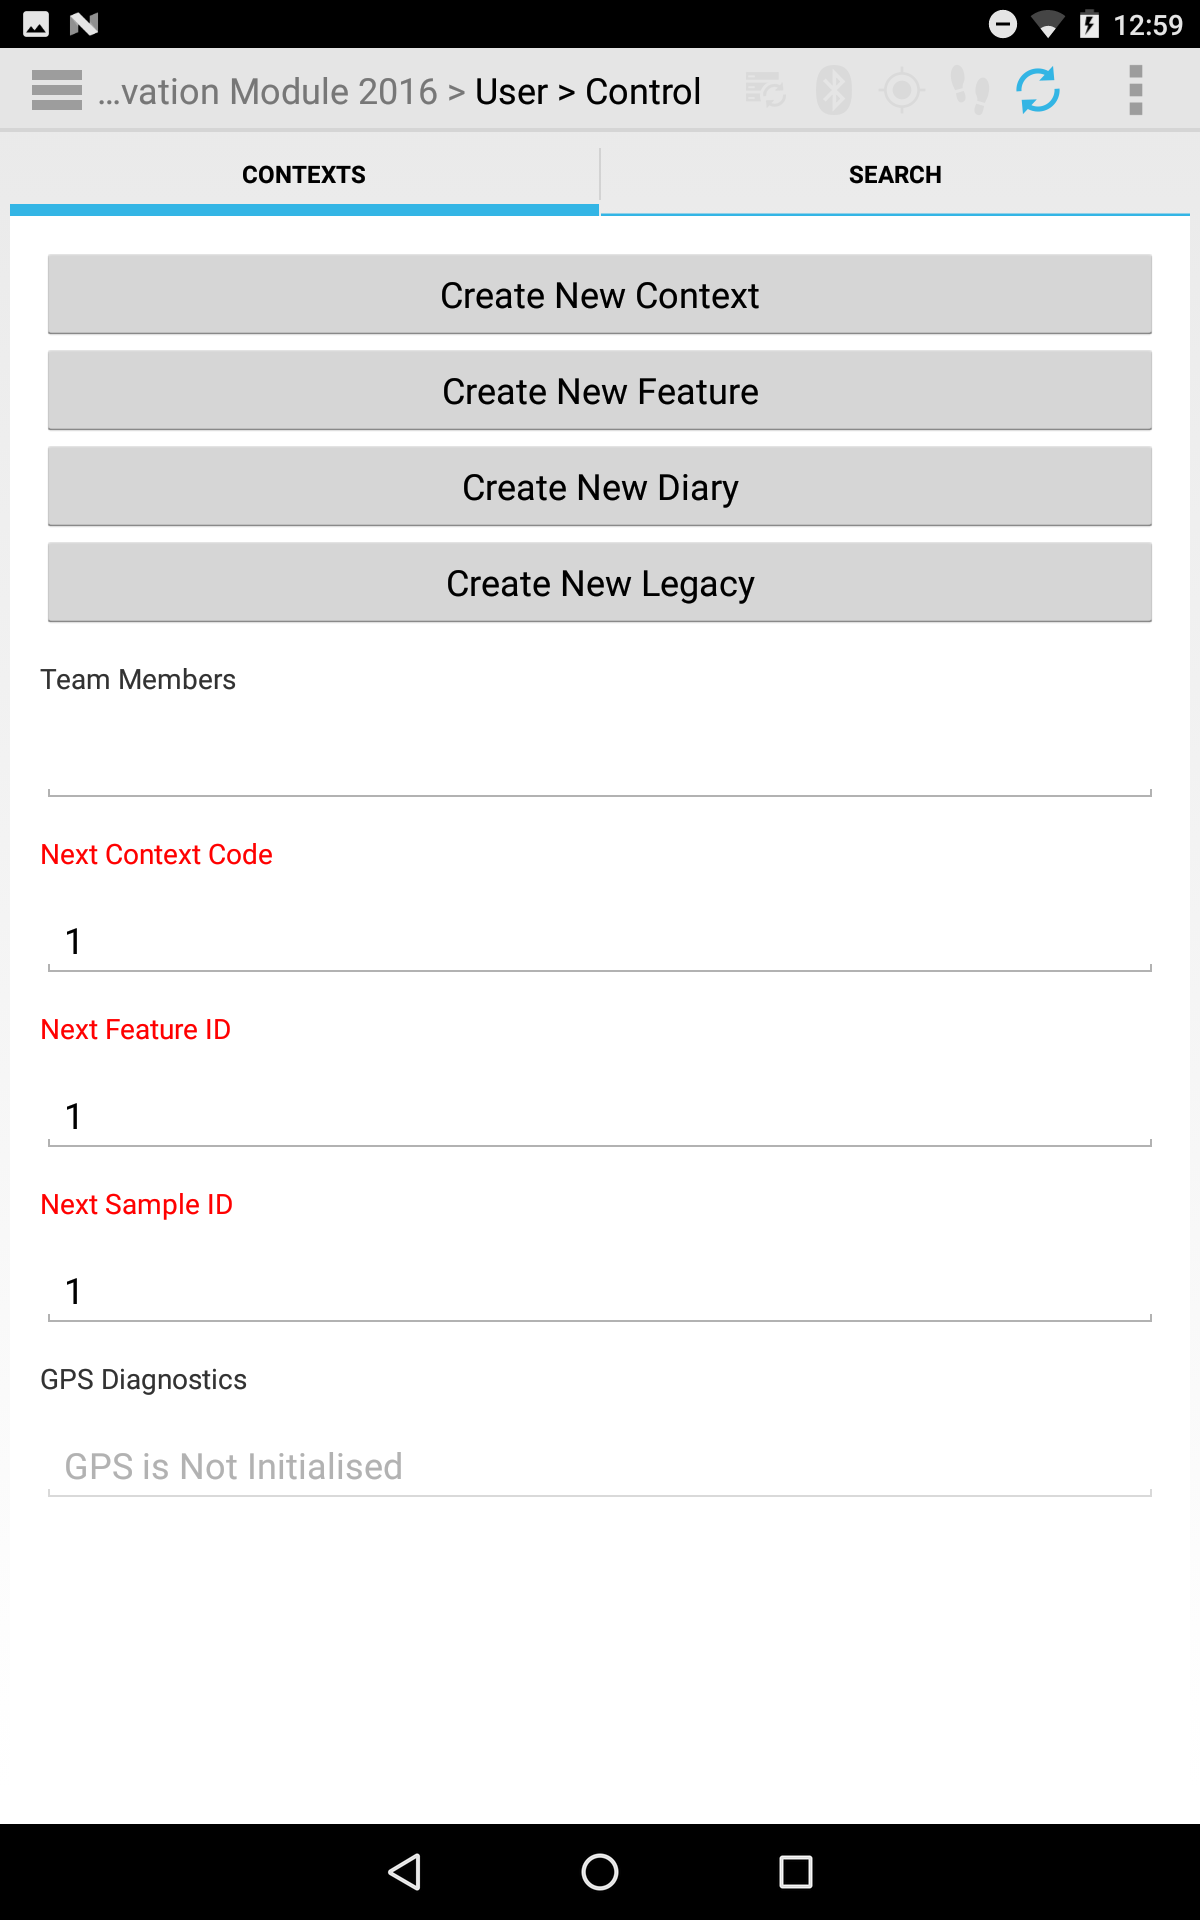 12:59
...vation Module 2016 > User > Control
CONTEXTS
SEARCH
Create New Context
Create New Feature
Create New Diary
Create New Legacy
Team Members
Next Context Code
1
Next Feature ID
1
Next Sample ID
1
GPS Diagnostics
GPS is Not Initialised